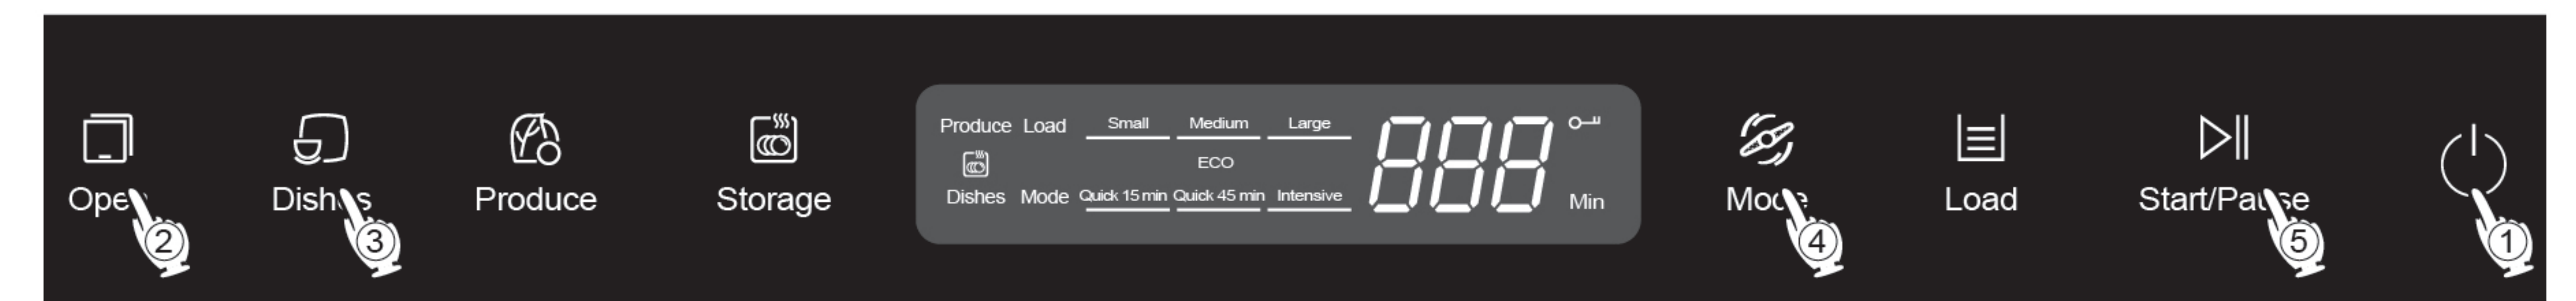 Produce Load Small Medium Large 888
ECO
Dishes Mode Quick 15 min Quick 45 min Intensive Min
Open Dishes Produce Storage Mode Load Start/Pause
2 3 4 5 1